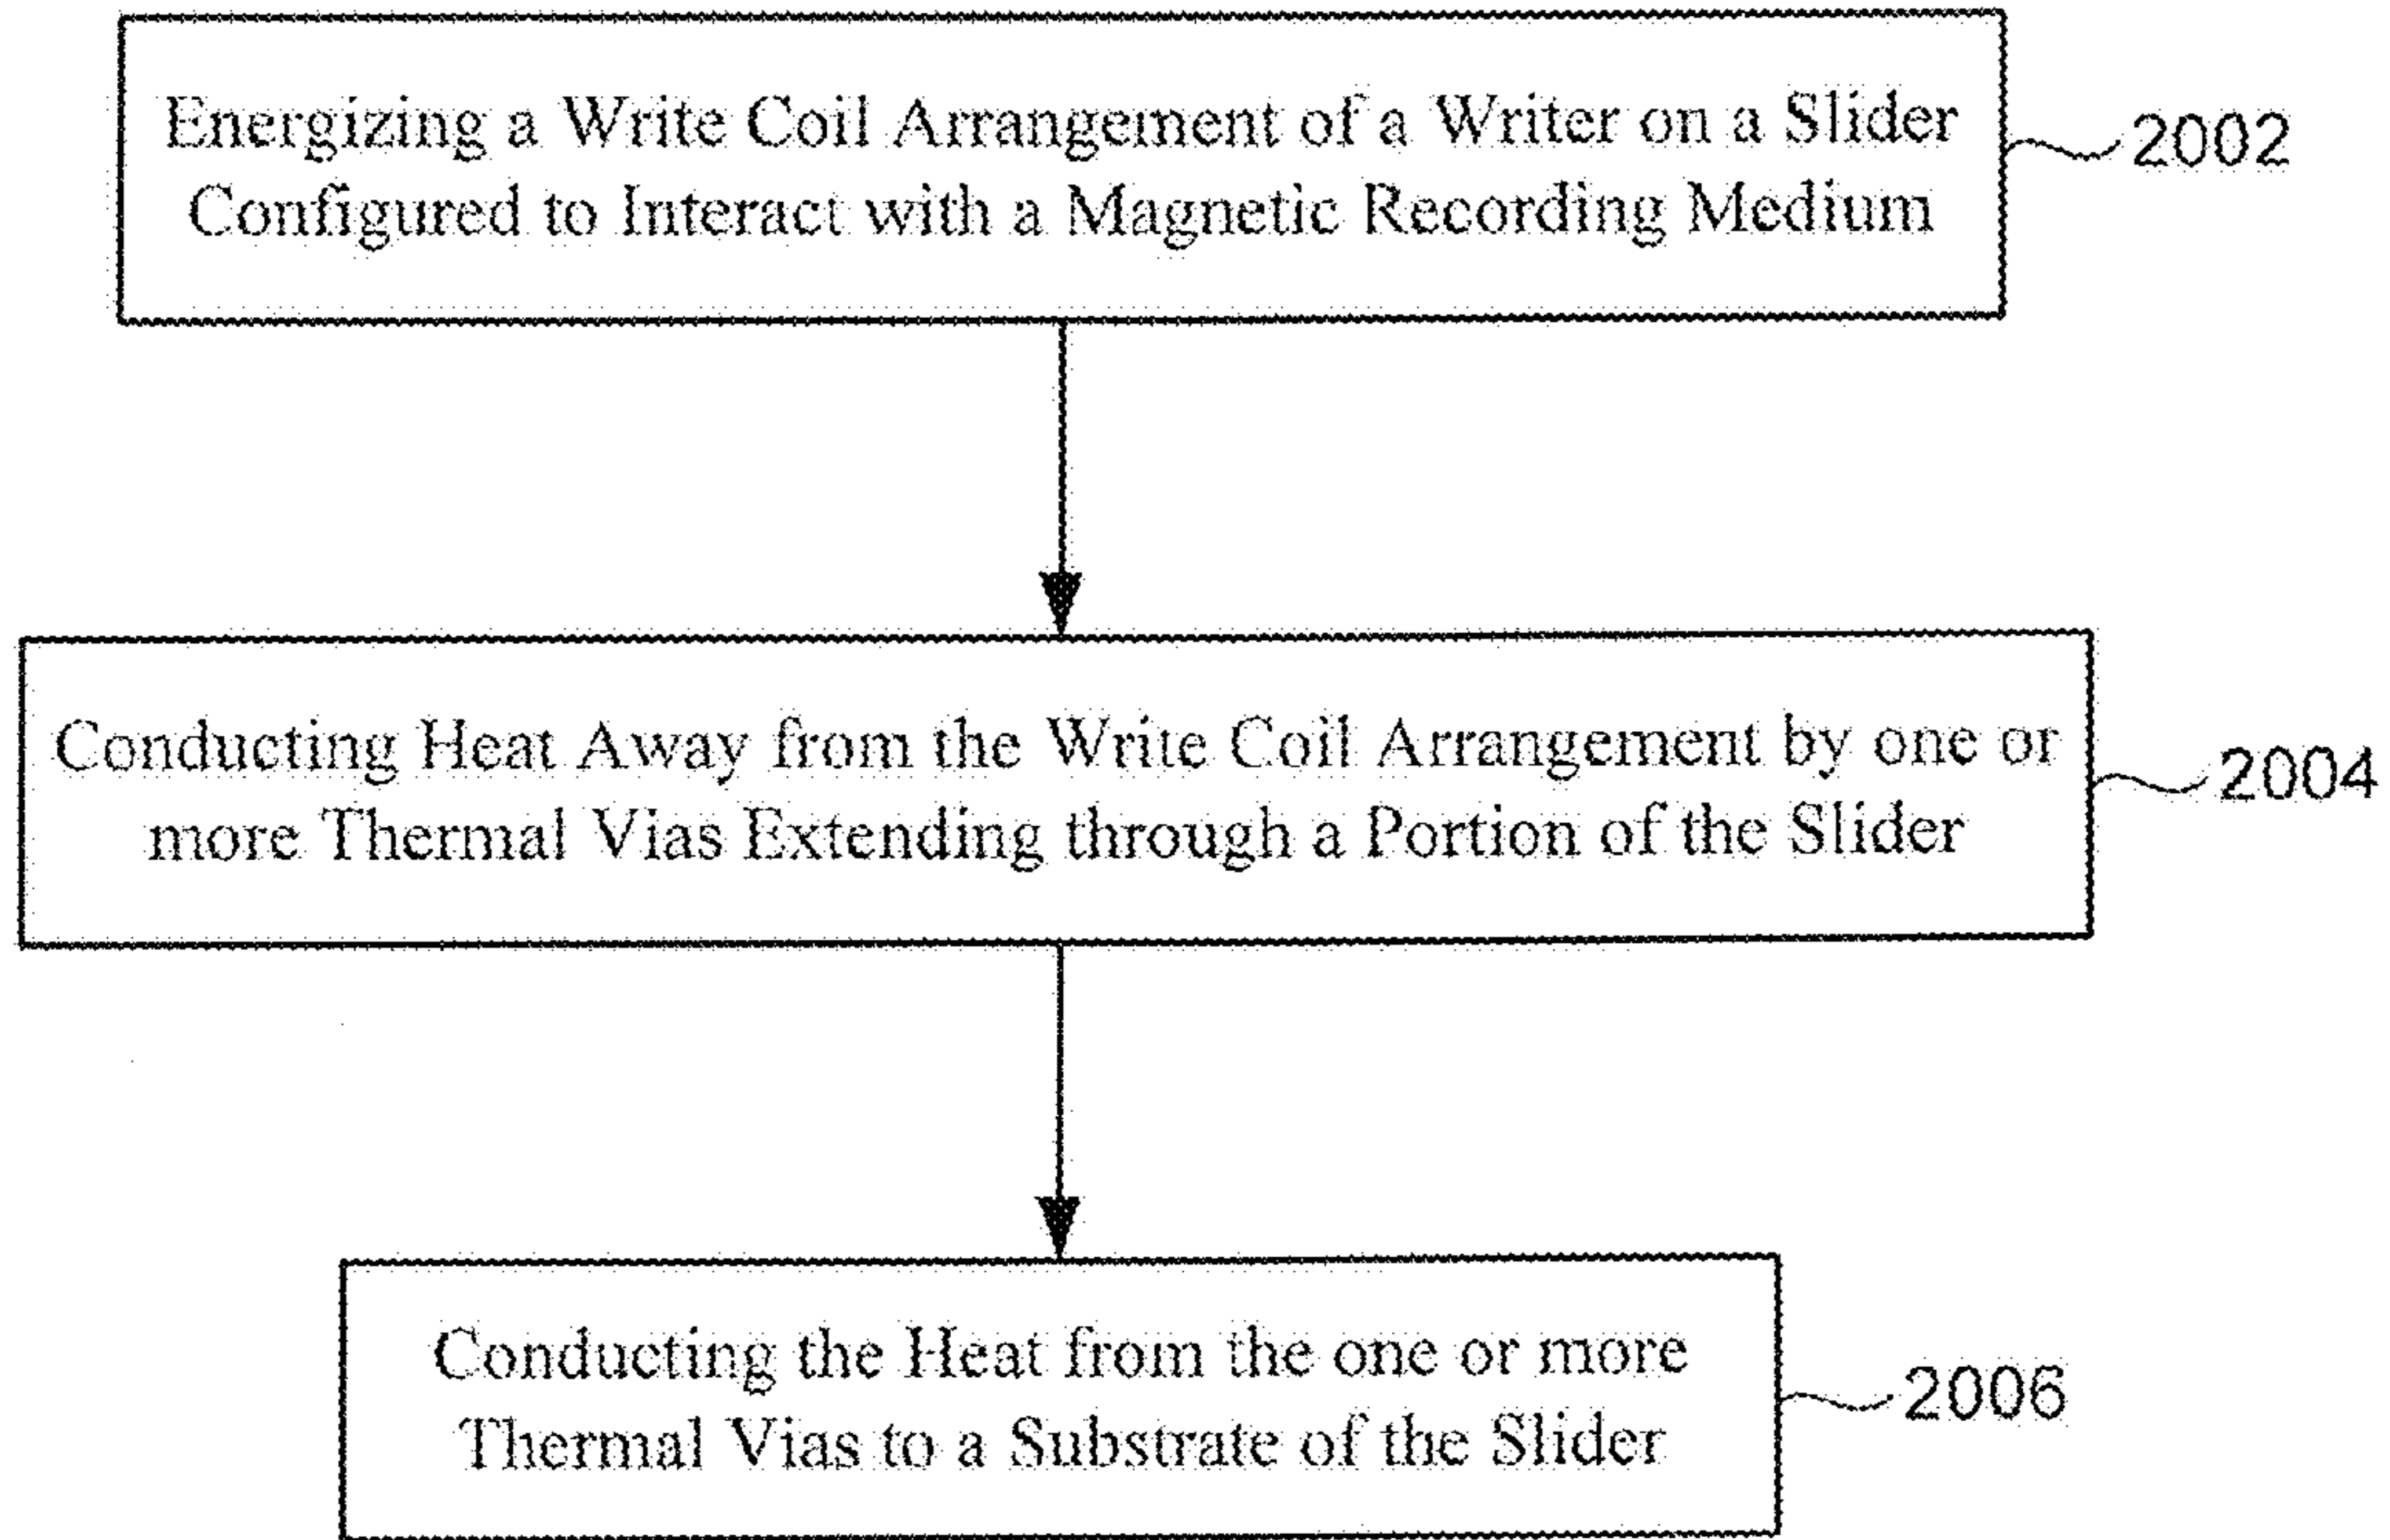 Energizing a Write Coil Arrangement of a Writer on a Slider
Configured to Interact with a Magnetic Recording Medium
2002
Conducting Heat Away from the Write Coil Arrangement by one or
more Thermal Vias Extending through a Portion of the Slider
2004
Conducting the Heat from the one or more
Thermal Vias to a Substrate of the Slider
2006